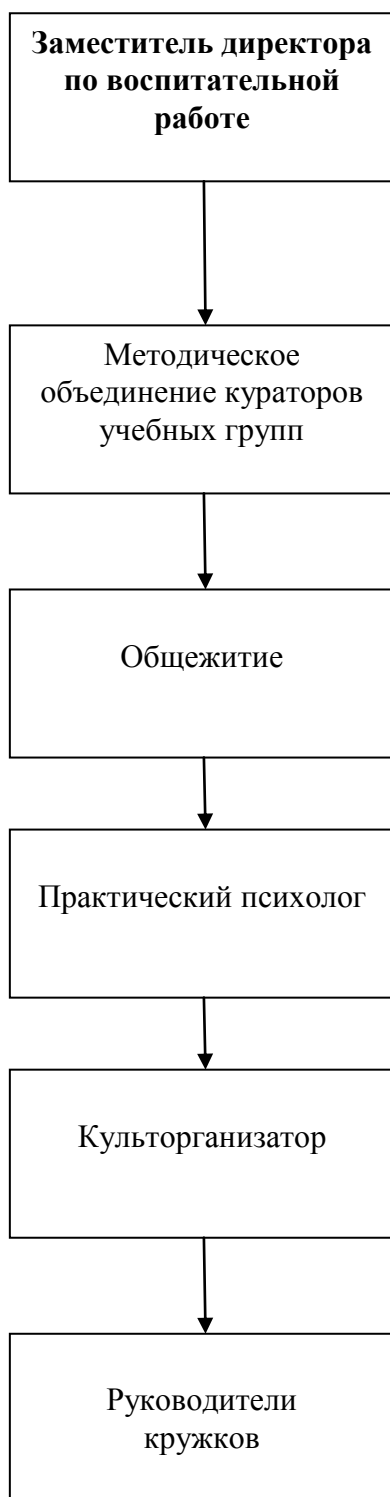 Заместитель директора
по воспитательной
работе
Методическое
объединение кураторов
учебных групп
Общежитие
Практический психолог
Культорганизатор
Руководители
кружков